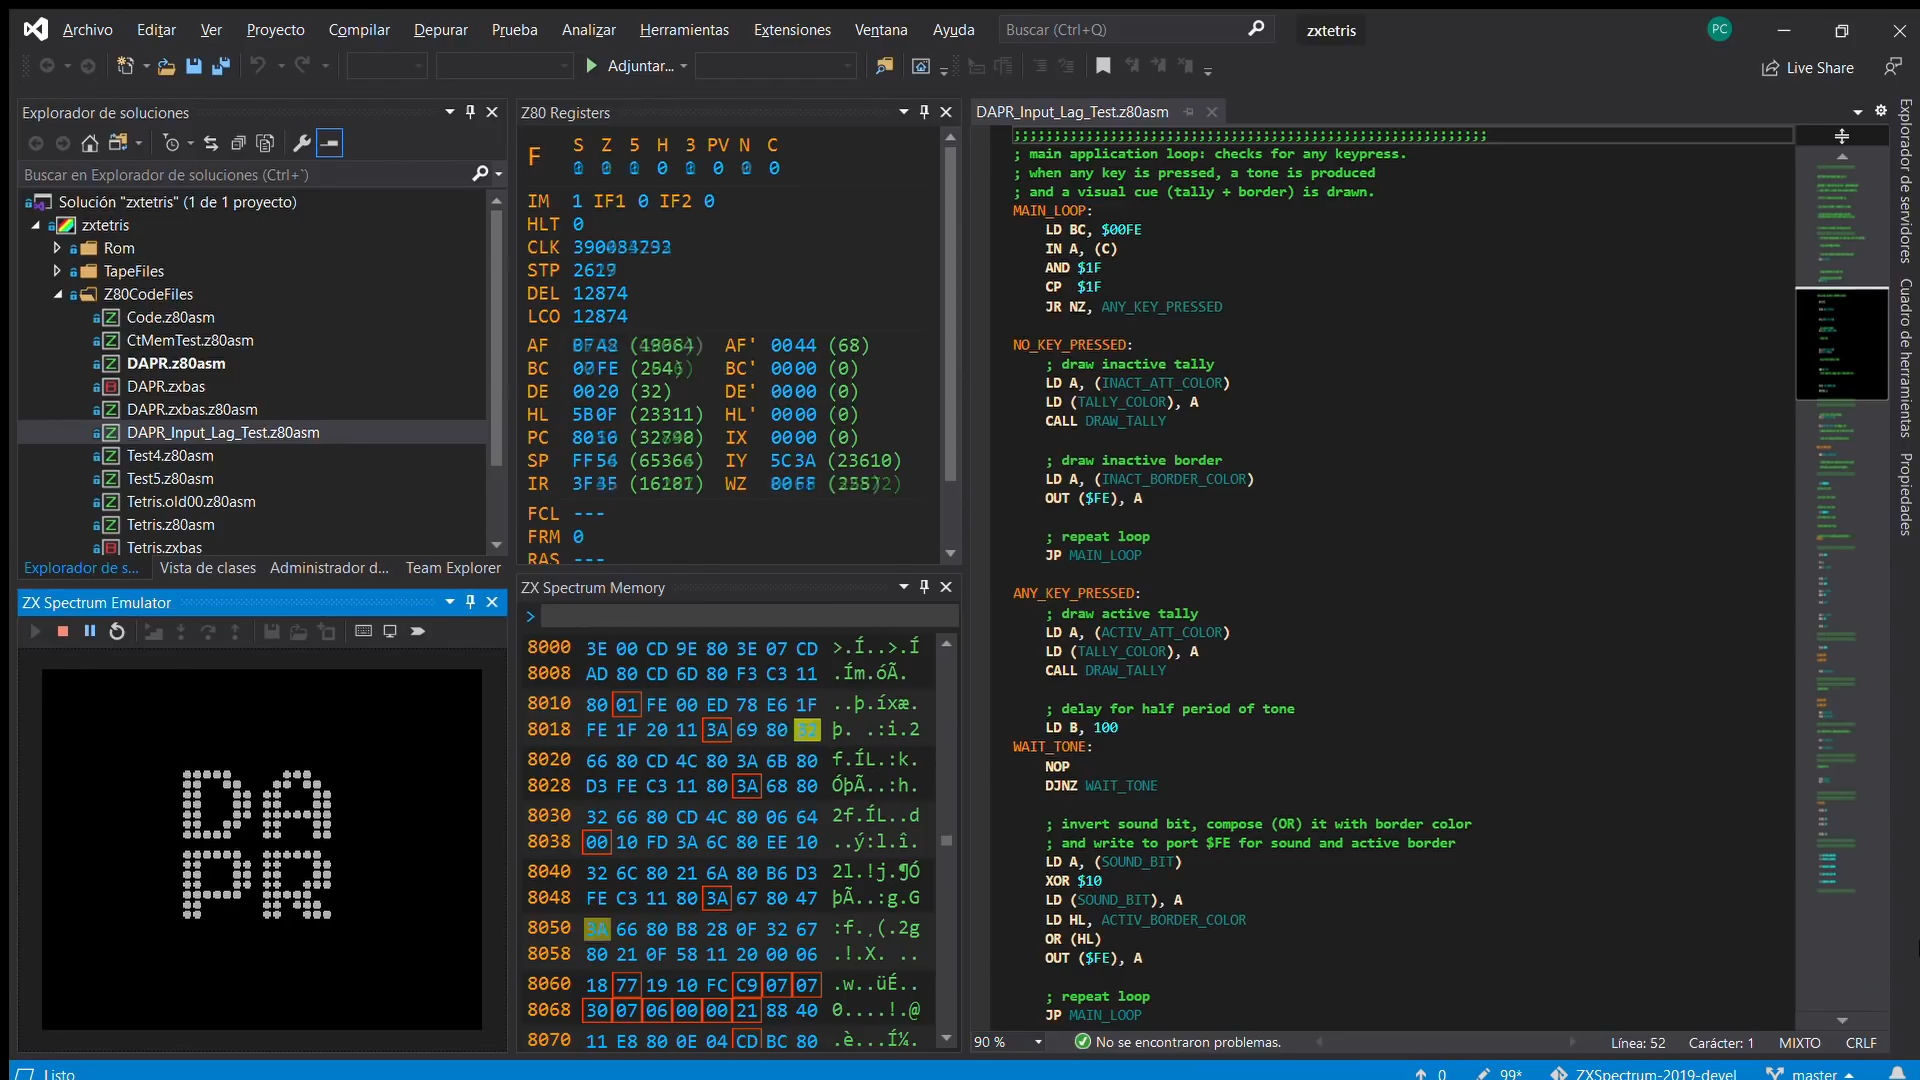 Archivo Editar Ver Proyecto Compilar Depurar Prueba Analizar Herramientas Extensiones Ventana Ayuda Buscar (Ctrl+Q) zxtetris PC
Adjuntar... Live Share
Explorador de soluciones
Buscar en Explorador de soluciones (Ctrl+`)
Solución "zxtetris" (1 de 1 proyecto)
zxtetris
Rom
TapeFiles
Z80CodeFiles
Code.z80asm
CtMemTest.z80asm
DAPR.z80asm
DAPR.zxbas
DAPR.zxbas.z80asm
DAPR_Input_Lag_Test.z80asm
Test4.z80asm
Test5.z80asm
Tetris.old00.z80asm
Tetris.z80asm
Tetris.zxbas
Explorador de s... Vista de clases Administrador d... Team Explorer
ZX Spectrum Emulator
DA
PR
Z80 Registers
F S Z 5 H 3 PV N C
0 0 0
IM 1 IF1 0 IF2 0
HLT 0
CLK
STP
DEL 12874
LCO 12874
AF AF' 0044 (68)
BC 00FE BC' 0000 (0)
DE 0020 (32) DE' 0000 (0)
HL 5B0F (23311) HL' 0000 (0)
PC IX 0000 (0)
SP IY 5C3A (23610)
IR WZ
FCL ---
FRM 0
RAS ---
ZX Spectrum Memory
>
8000 3E 00 CD 9E 80 3E 07 CD >.Í..>.Í
8008 AD 80 CD 6D 80 F3 C3 11 .Ím.óÃ.
8010 80 01 FE 00 ED 78 E6 1F ..þ.íxæ.
8018 FE 1F 20 11 3A 69 80 32 þ. .:i.2
8020 66 80 CD 4C 80 3A 6B 80 f.ÍL.:k.
8028 D3 FE C3 11 80 3A 68 80 ÓþÃ..:h.
8030 32 66 80 CD 4C 80 06 64 2f.ÍL..d
8038 00 10 FD 3A 6C 80 EE 10 ..ý:l.î.
8040 32 6C 80 21 6A 80 B6 D3 2l.!j.¶Ó
8048 FE C3 11 80 3A 67 80 47 þÃ..:g.G
8050 3A 66 80 B8 28 0F 32 67 :f.¸(.2g
8058 80 21 0F 58 11 20 00 06 .!.X. ..
8060 18 77 19 10 FC C9 07 07 .w..üÉ..
8068 30 07 06 00 00 21 88 40 0....!.@
8070 11 E8 80 0E 04 CD BC 80 .è...Í¼.
DAPR_Input_Lag_Test.z80asm
;;;;;;;;;;;;;;;;;;;;;;;;;;;;;;;;;;;;;;;;;;;;;;;;;;;;;;;;;;;
; main application loop: checks for any keypress.
; when any key is pressed, a tone is produced
; and a visual cue (tally + border) is drawn.
MAIN_LOOP:
LD BC, $00FE
IN A, (C)
AND $1F
CP $1F
JR NZ, ANY_KEY_PRESSED
NO_KEY_PRESSED:
; draw inactive tally
LD A, (INACT_ATT_COLOR)
LD (TALLY_COLOR), A
CALL DRAW_TALLY
; draw inactive border
LD A, (INACT_BORDER_COLOR)
OUT ($FE), A
; repeat loop
JP MAIN_LOOP
ANY_KEY_PRESSED:
; draw active tally
LD A, (ACTIV_ATT_COLOR)
LD (TALLY_COLOR), A
CALL DRAW_TALLY
; delay for half period of tone
LD B, 100
WAIT_TONE:
NOP
DJNZ WAIT_TONE
; invert sound bit, compose (OR) it with border color
; and write to port $FE for sound and active border
LD A, (SOUND_BIT)
XOR $10
LD (SOUND_BIT), A
LD HL, ACTIV_BORDER_COLOR
OR (HL)
OUT ($FE), A
; repeat loop
JP MAIN_LOOP
90 % No se encontraron problemas. Línea: 52 Carácter: 1 MIXTO CRLF
Explorador de servidores
Cuadro de herramientas
Propiedades
Listo 0 99* ZXSpectrum-2019-devel master